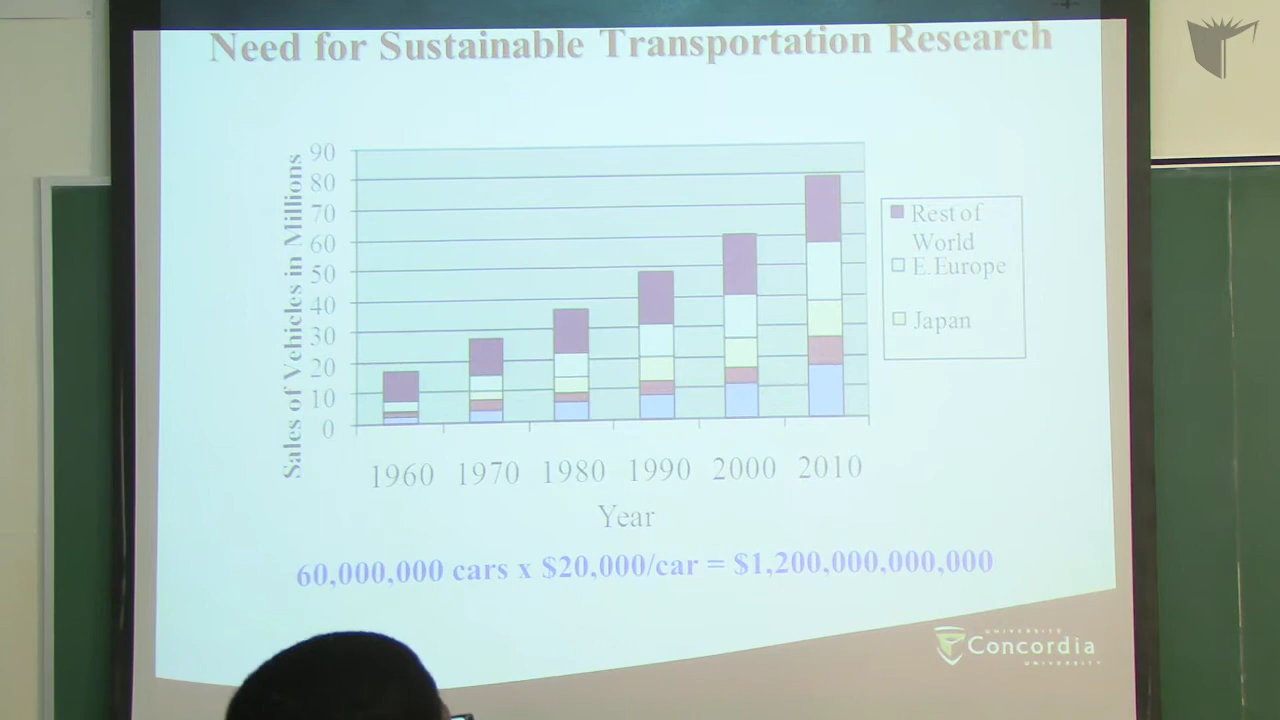 Need for Sustainable Transportation Research
Sales of Vehicles in Millions
90
80
70
60
50
40
30
20
10
0
1960 1970 1980 1990 2000 2010
Year
Rest of
World
E. Europe
Japan
60,000,000 cars x $20,000/car = $1,200,000,000,000
UNIVERSITÉ
Concordia
UNIVERSITY